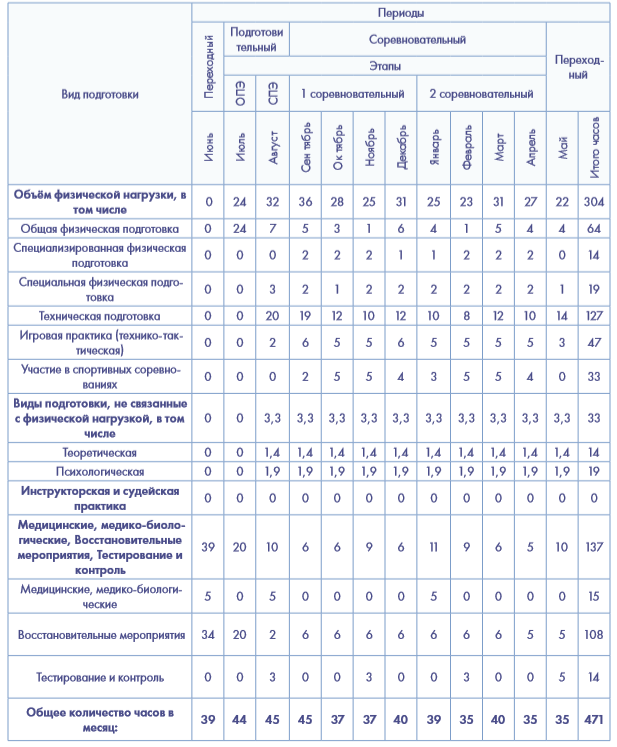 Вид подготовки
Периоды
Переходный
Подготови
тельный
Соревновательный
Переход-
ный
Этапы
ОПЭ
СПЭ
1 соревновательный
2 соревновательный
Июнь
Июль
Август
Сен тябрь
Ок тябрь
Ноябрь
Декабрь
Январь
Февраль
Март
Апрель
Май
Итого часов
Объём физической нагрузки, в
том числе
0 24 32 36 28 25 31 25 23 31 27 22 304
Общая физическая подготовка 0 24 7 5 3 1 6 4 1 5 4 4 64
Специализированная физическая
подготовка
0 0 0 2 2 2 1 1 2 2 2 0 14
Специальная физическая подго-
товка
0 0 3 2 1 2 2 2 2 2 2 1 19
Техническая подготовка 0 0 20 19 12 10 12 10 8 12 10 14 127
Игровая практика (технико-так-
тическая)
0 0 2 6 5 5 6 5 5 5 5 3 47
Участие в спортивных соревно-
ваниях
0 0 0 2 5 5 4 3 5 5 4 0 33
Виды подготовки, не связанные
с физической нагрузкой, в том
числе
0 0 3,3 3,3 3,3 3,3 3,3 3,3 3,3 3,3 3,3 3,3 33
Теоретическая 0 0 1,4 1,4 1,4 1,4 1,4 1,4 1,4 1,4 1,4 1,4 14
Психологическая 0 0 1,9 1,9 1,9 1,9 1,9 1,9 1,9 1,9 1,9 1,9 19
Инструкторская и судейская
практика
0 0 0 0 0 0 0 0 0 0 0 0 0
Медицинские, медико-биоло-
гические, Восстановительные
мероприятия, Тестирование и
контроль
39 20 10 6 6 9 6 11 9 6 5 10 137
Медицинские, медико-биологи-
ческие
5 0 5 0 0 0 0 5 0 0 0 0 15
Восстановительные мероприятия 34 20 2 6 6 6 6 6 6 6 5 5 108
Тестирование и контроль 0 0 3 0 0 3 0 0 3 0 0 5 14
Общее количество часов в
месяц:
39 44 45 45 37 37 40 39 35 40 35 35 471